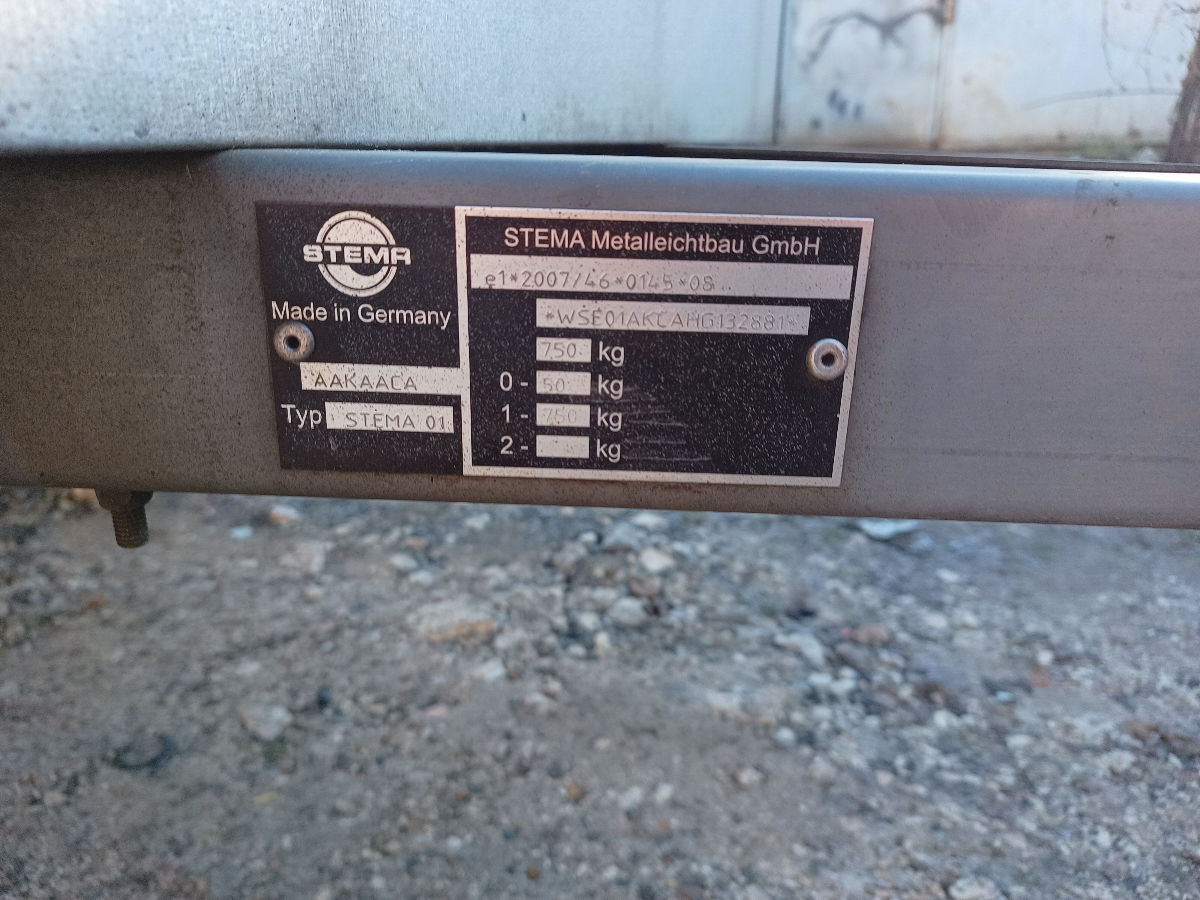 STEMA
Made in Germany
AAKAACA
Typ STEMA 01
STEMA Metalleichtbau GmbH
e1*2007/46*0145*08
*WSE01AKCAHG132881*
750 kg
0 - 50 kg
1 - 750 kg
2 - kg